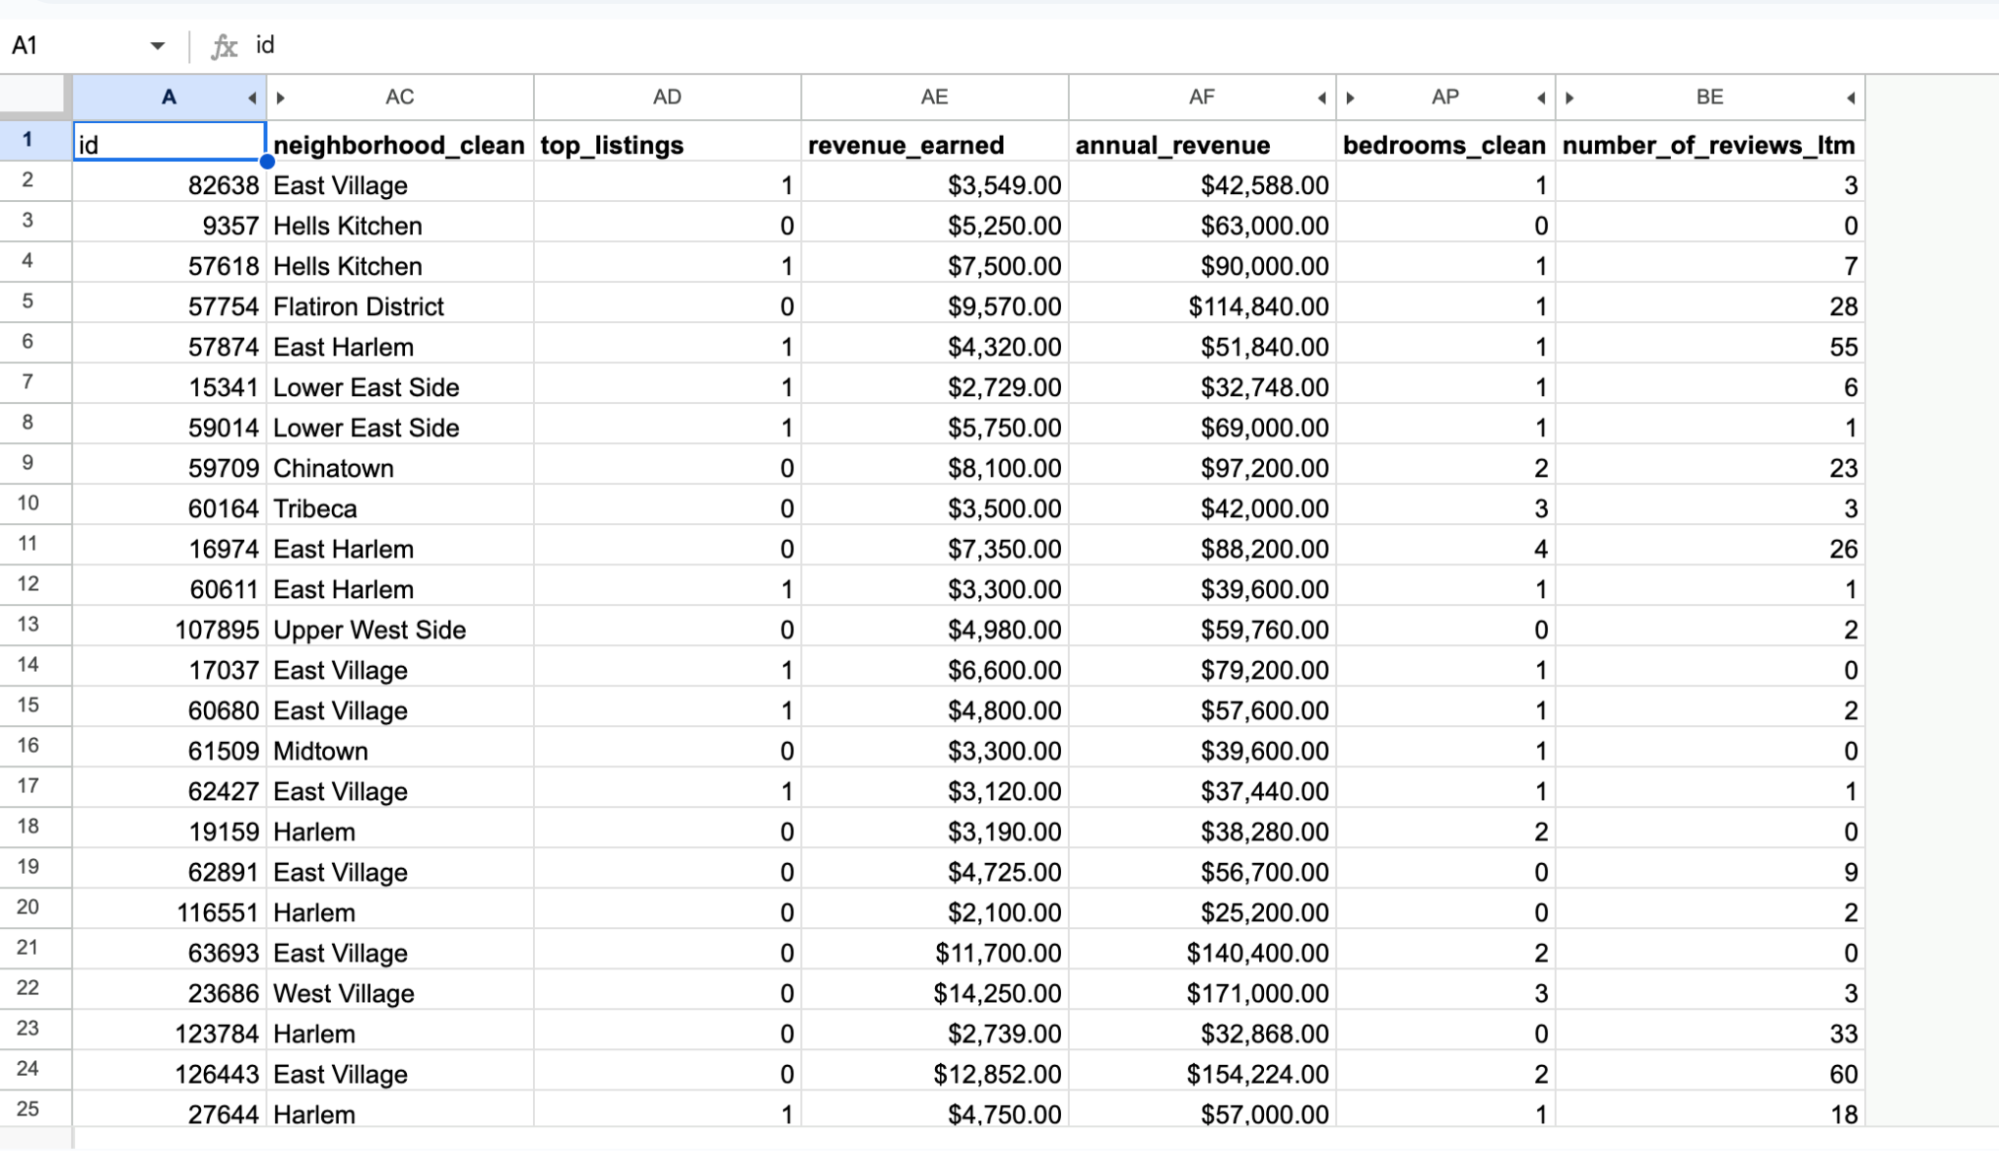 A1 fx id
A AC AD AE AF AP BE
1 id neighborhood_clean top_listings revenue_earned annual_revenue bedrooms_clean number_of_reviews_ltm
2 82638 East Village 1 $3,549.00 $42,588.00 1 3
3 9357 Hells Kitchen 0 $5,250.00 $63,000.00 0 0
4 57618 Hells Kitchen 1 $7,500.00 $90,000.00 1 7
5 57754 Flatiron District 0 $9,570.00 $114,840.00 1 28
6 57874 East Harlem 1 $4,320.00 $51,840.00 1 55
7 15341 Lower East Side 1 $2,729.00 $32,748.00 1 6
8 59014 Lower East Side 1 $5,750.00 $69,000.00 1 1
9 59709 Chinatown 0 $8,100.00 $97,200.00 2 23
10 60164 Tribeca 0 $3,500.00 $42,000.00 3 3
11 16974 East Harlem 0 $7,350.00 $88,200.00 4 26
12 60611 East Harlem 1 $3,300.00 $39,600.00 1 1
13 107895 Upper West Side 0 $4,980.00 $59,760.00 0 2
14 17037 East Village 1 $6,600.00 $79,200.00 1 0
15 60680 East Village 1 $4,800.00 $57,600.00 1 2
16 61509 Midtown 0 $3,300.00 $39,600.00 1 0
17 62427 East Village 1 $3,120.00 $37,440.00 1 1
18 19159 Harlem 0 $3,190.00 $38,280.00 2 0
19 62891 East Village 0 $4,725.00 $56,700.00 0 9
20 116551 Harlem 0 $2,100.00 $25,200.00 0 2
21 63693 East Village 0 $11,700.00 $140,400.00 2 0
22 23686 West Village 0 $14,250.00 $171,000.00 3 3
23 123784 Harlem 0 $2,739.00 $32,868.00 0 33
24 126443 East Village 0 $12,852.00 $154,224.00 2 60
25 27644 Harlem 1 $4,750.00 $57,000.00 1 18